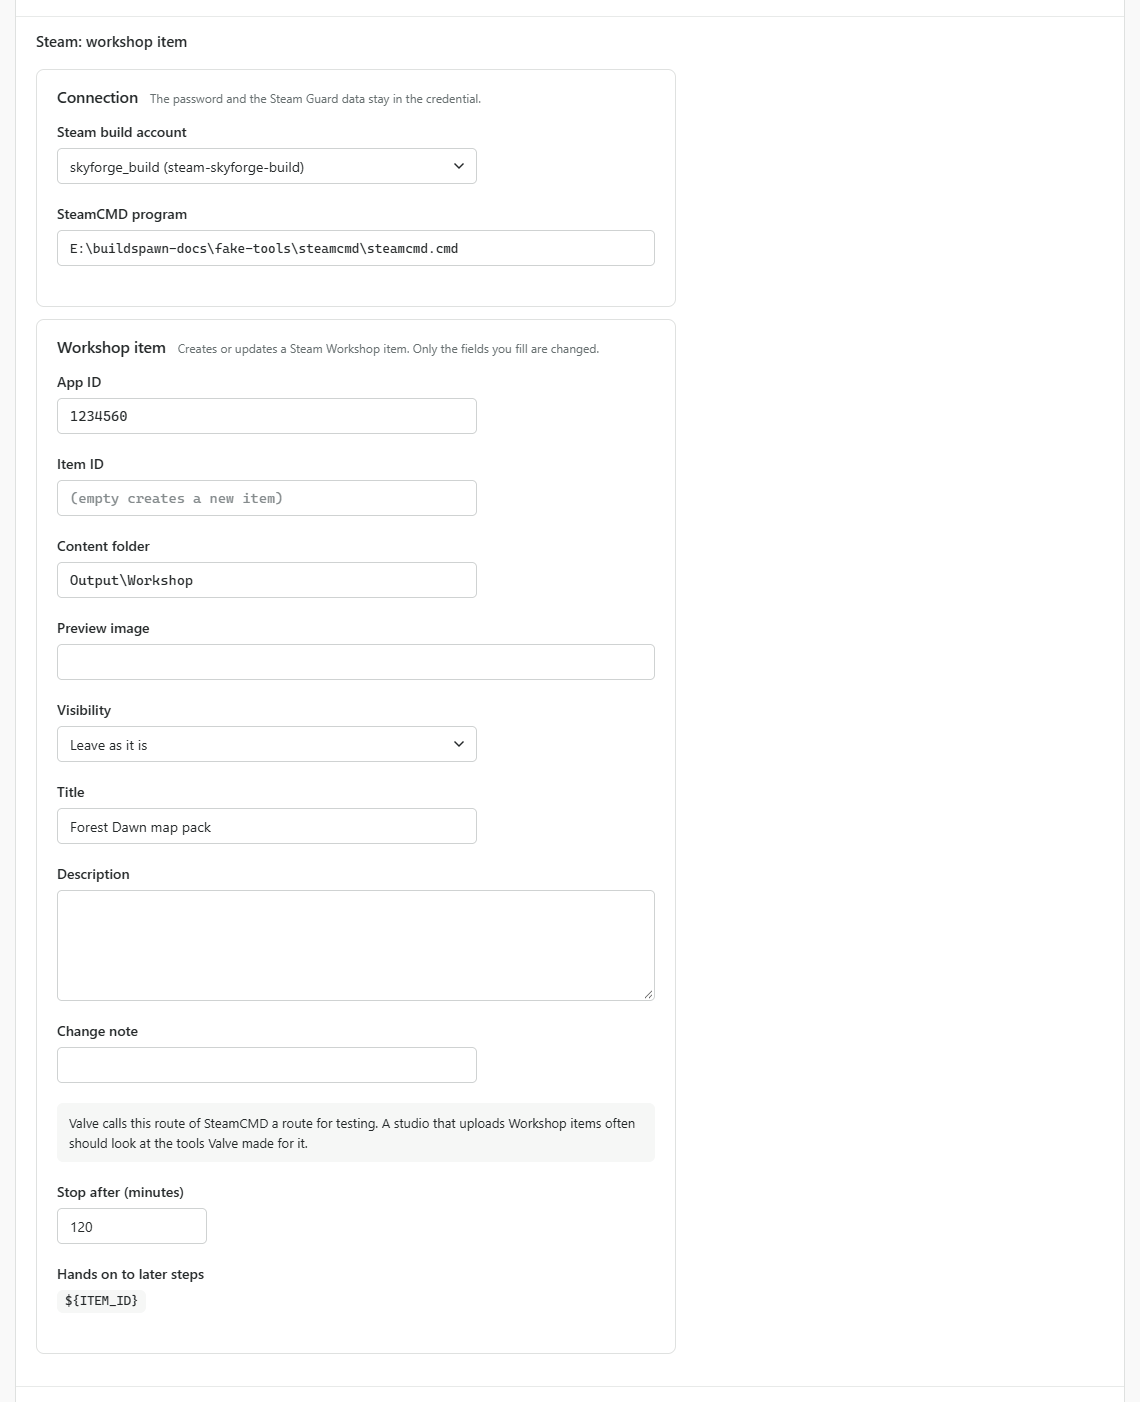 Steam: workshop item
Connection The password and the Steam Guard data stay in the credential.
Steam build account
skyforge_build (steam-skyforge-build)
SteamCMD program
E:\buildspawn-docs\fake-tools\steamcmd\steamcmd.cmd
Workshop item Creates or updates a Steam Workshop item. Only the fields you fill are changed.
App ID
1234560
Item ID
(empty creates a new item)
Content folder
Output\Workshop
Preview image
Visibility
Leave as it is
Title
Forest Dawn map pack
Description
Change note
Valve calls this route of SteamCMD a route for testing. A studio that uploads Workshop items often
should look at the tools Valve made for it.
Stop after (minutes)
120
Hands on to later steps
${ITEM_ID}